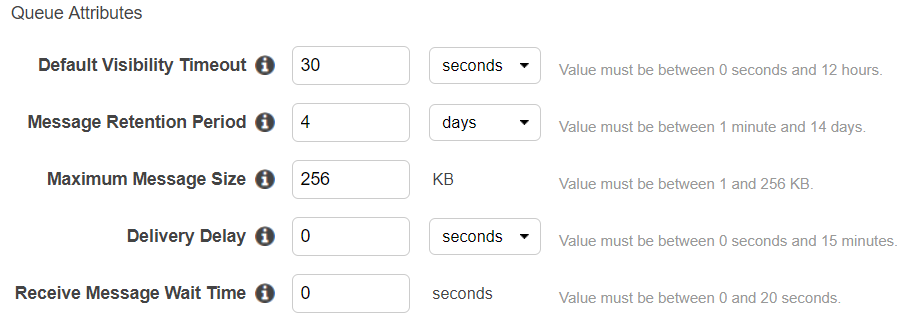 Queue Attributes
Default Visibility Timeout 30 seconds Value must be between 0 seconds and 12 hours.
Message Retention Period 4 days Value must be between 1 minute and 14 days.
Maximum Message Size 256 KB Value must be between 1 and 256 KB.
Delivery Delay 0 seconds Value must be between 0 seconds and 15 minutes.
Receive Message Wait Time 0 seconds Value must be between 0 and 20 seconds.